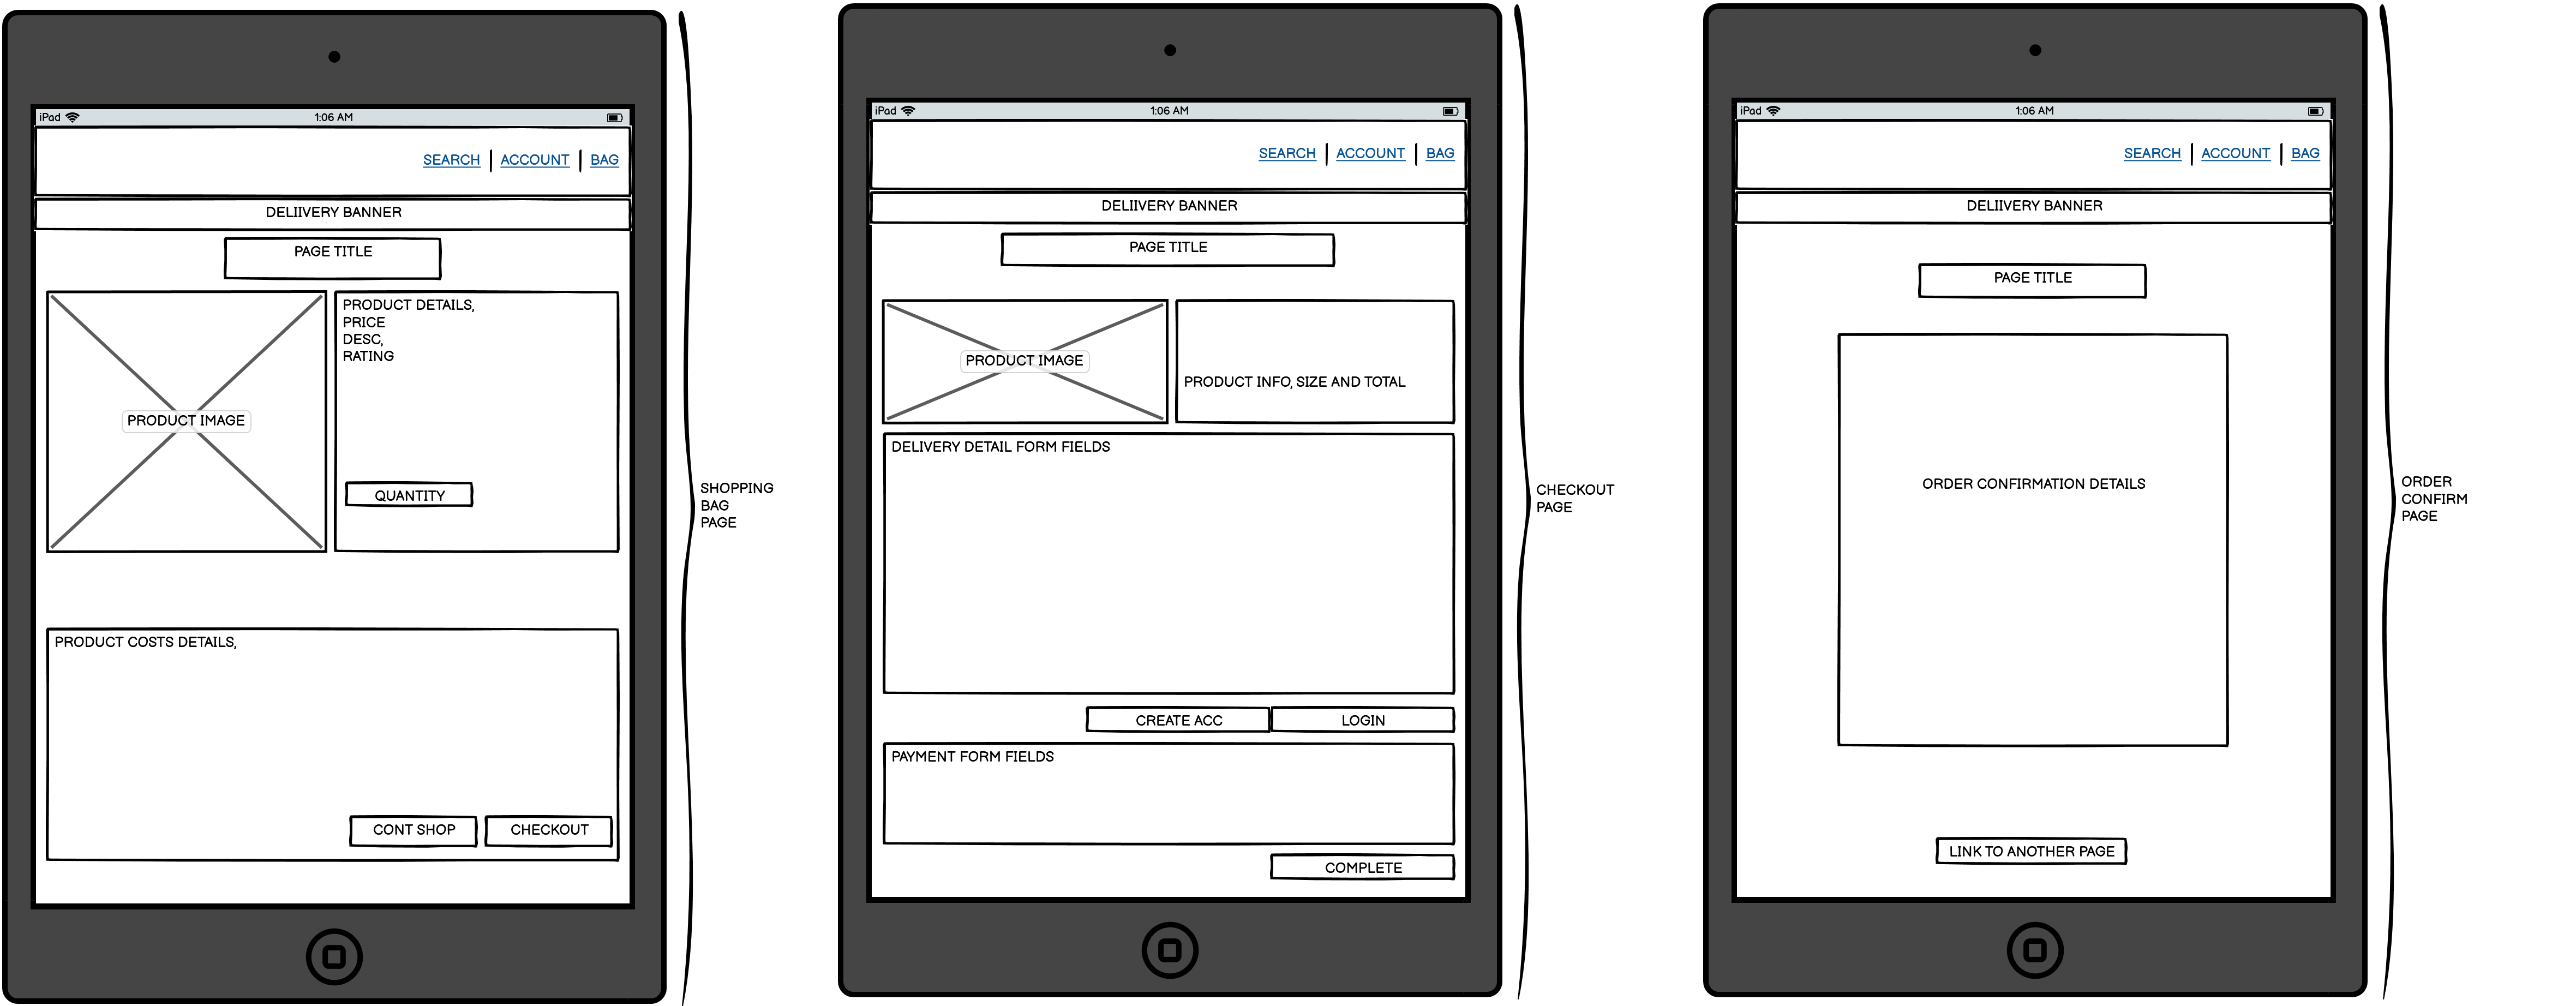 iPad 1:06 AM
SEARCH | ACCOUNT | BAG
DELIIVERY BANNER
PAGE TITLE
PRODUCT IMAGE
PRODUCT DETAILS,
PRICE
DESC,
RATING
QUANTITY
PRODUCT COSTS DETAILS,
CONT SHOP
CHECKOUT
SHOPPING
BAG
PAGE
iPad 1:06 AM
SEARCH | ACCOUNT | BAG
DELIIVERY BANNER
PAGE TITLE
PRODUCT IMAGE
PRODUCT INFO, SIZE AND TOTAL
DELIVERY DETAIL FORM FIELDS
CREATE ACC
LOGIN
PAYMENT FORM FIELDS
COMPLETE
CHECKOUT
PAGE
iPad 1:06 AM
SEARCH | ACCOUNT | BAG
DELIIVERY BANNER
PAGE TITLE
ORDER CONFIRMATION DETAILS
LINK TO ANOTHER PAGE
ORDER
CONFIRM
PAGE